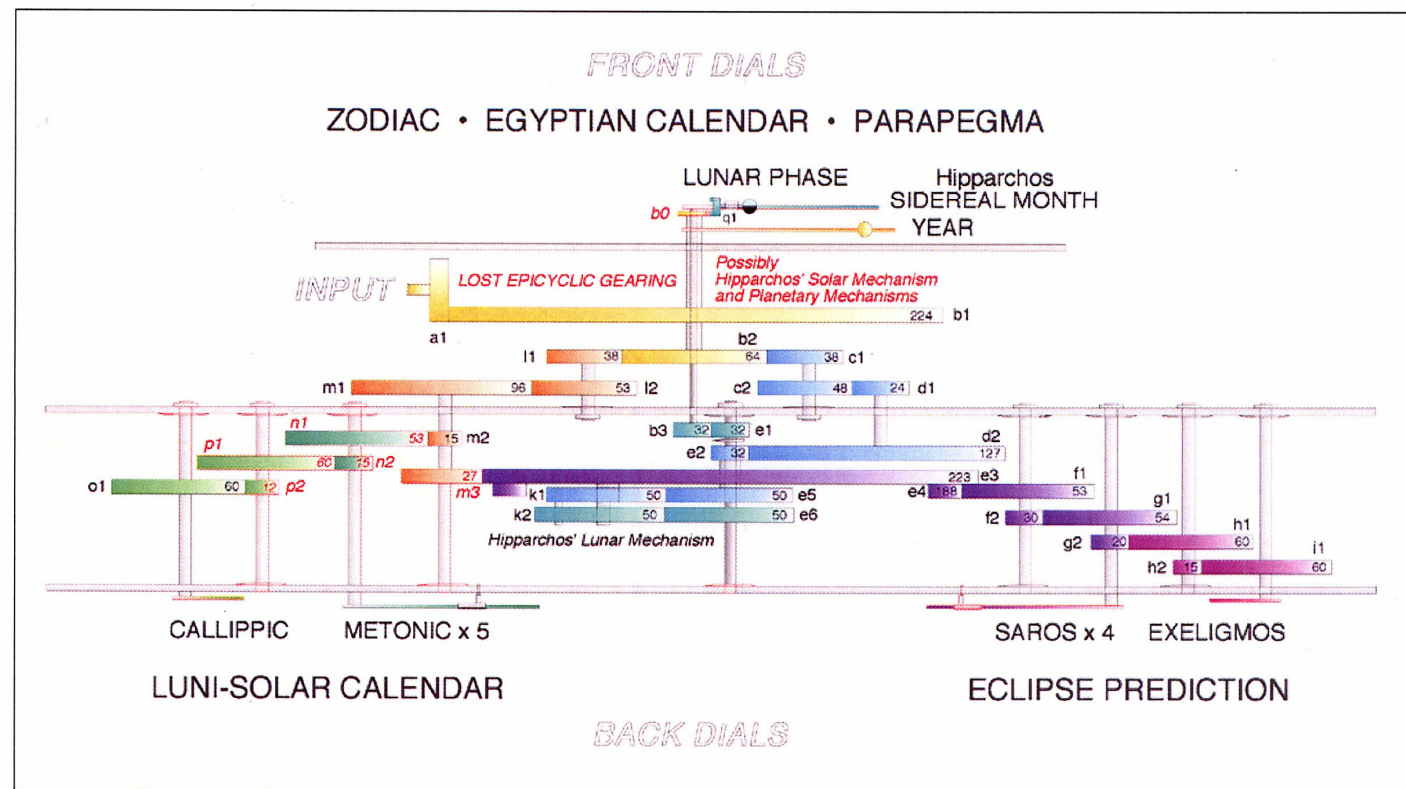 FRONT DIALS
ZODIAC • EGYPTIAN CALENDAR • PARAPEGMA
LUNAR PHASE
Hipparchos
SIDEREAL MONTH
b0
q1
YEAR
INPUT
LOST EPICYCLIC GEARING
Possibly
Hipparchos' Solar Mechanism
and Planetary Mechanisms
224 b1
a1
b2
l1 38 64 38 c1
m1 96 53 l2 c2 48 24 d1
n1 53 15 m2 b3 32 32 e1
p1 60 15 n2 e2 32 127 d2
o1 60 12 p2 27 m3 223 e3
k1 50 50 e5 e4 188 53 f1
k2 50 50 e6 f2 30 54 g1
Hipparchos' Lunar Mechanism
g2 20 60 h1
h2 15 60 i1
CALLIPPIC METONIC x 5 SAROS x 4 EXELIGMOS
LUNI-SOLAR CALENDAR ECLIPSE PREDICTION
BACK DIALS